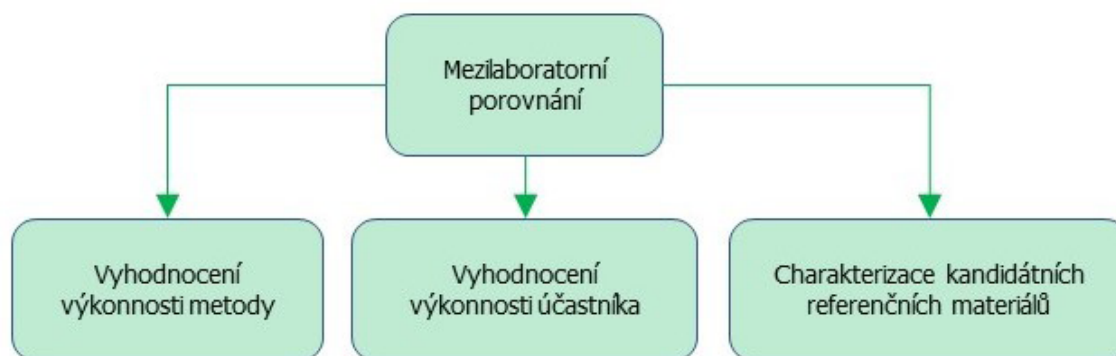 Mezilaboratorní
porovnání
Vyhodnocení
výkonnosti metody
Vyhodnocení
výkonnosti účastníka
Charakterizace kandidátních
referenčních materiálů